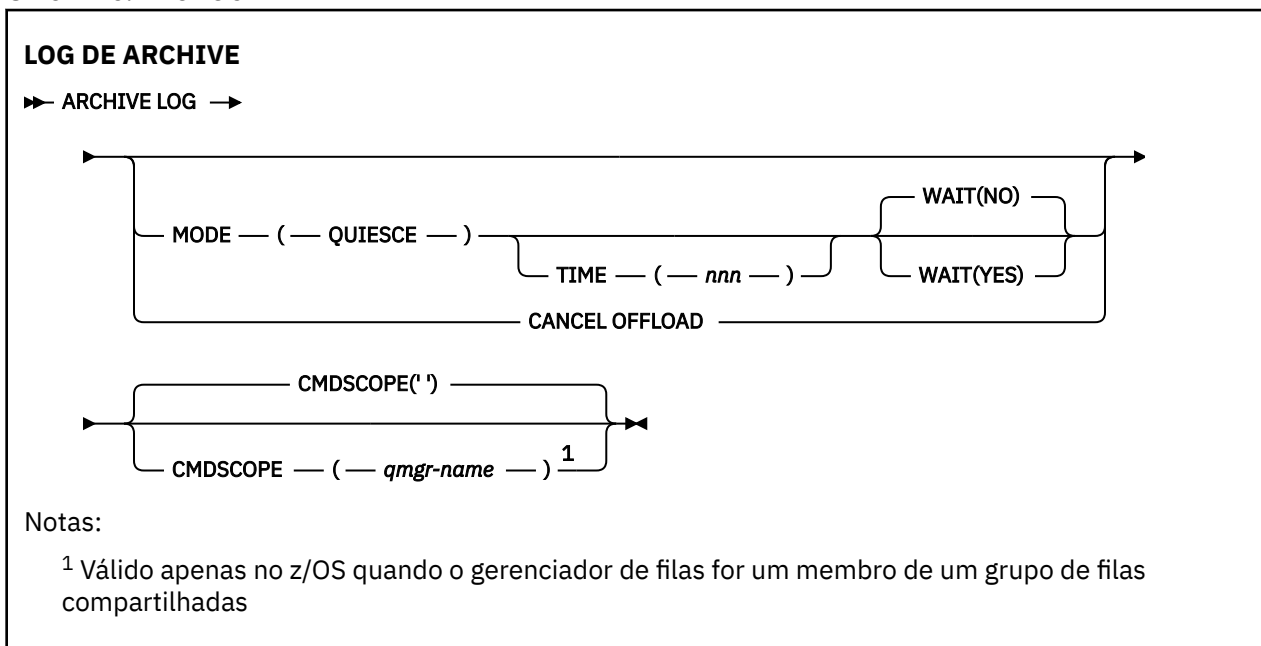 LOG DE ARCHIVE
ARCHIVE LOG
WAIT(NO)
MODE ( QUIESCE )
TIME ( nnn )
WAIT(YES)
CANCEL OFFLOAD
CMDSCOPE(' ')
CMDSCOPE ( qmgr-name ) 1
Notas:
1 Válido apenas no z/OS quando o gerenciador de filas for um membro de um grupo de filas
compartilhadas